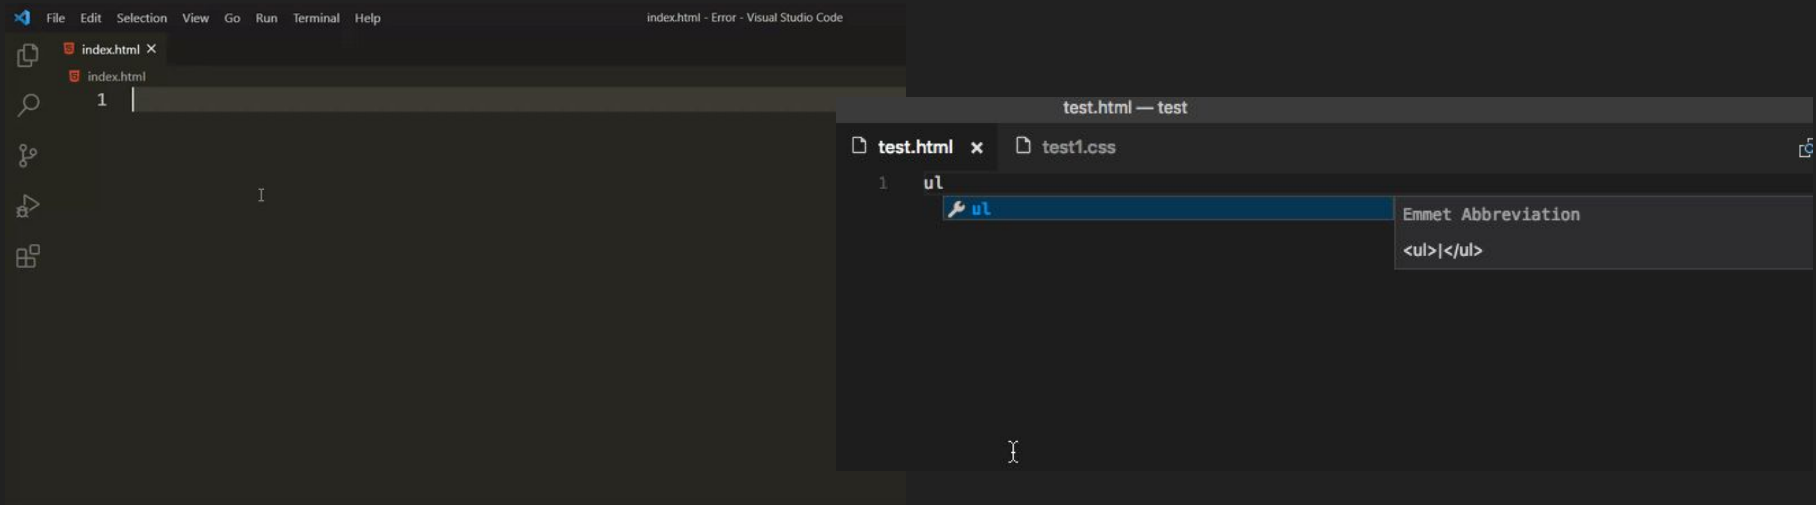 File Edit Selection View Go Run Terminal Help index.html - Error - Visual Studio Code
index.html
index.html
1
test.html — test
test.html test1.css
1 ul
ul
Emmet Abbreviation
<ul>|</ul>